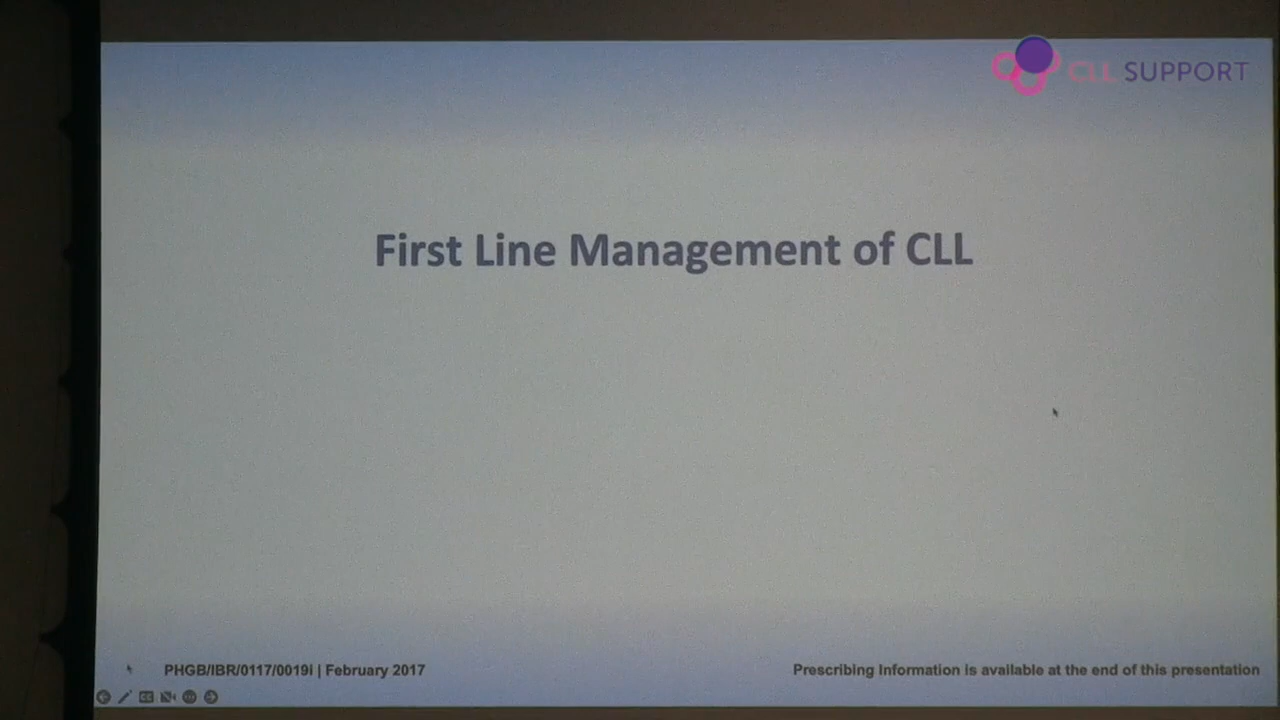 CLL SUPPORT
First Line Management of CLL
PHGB/IBR/0117/0019i | February 2017
Prescribing Information is available at the end of this presentation